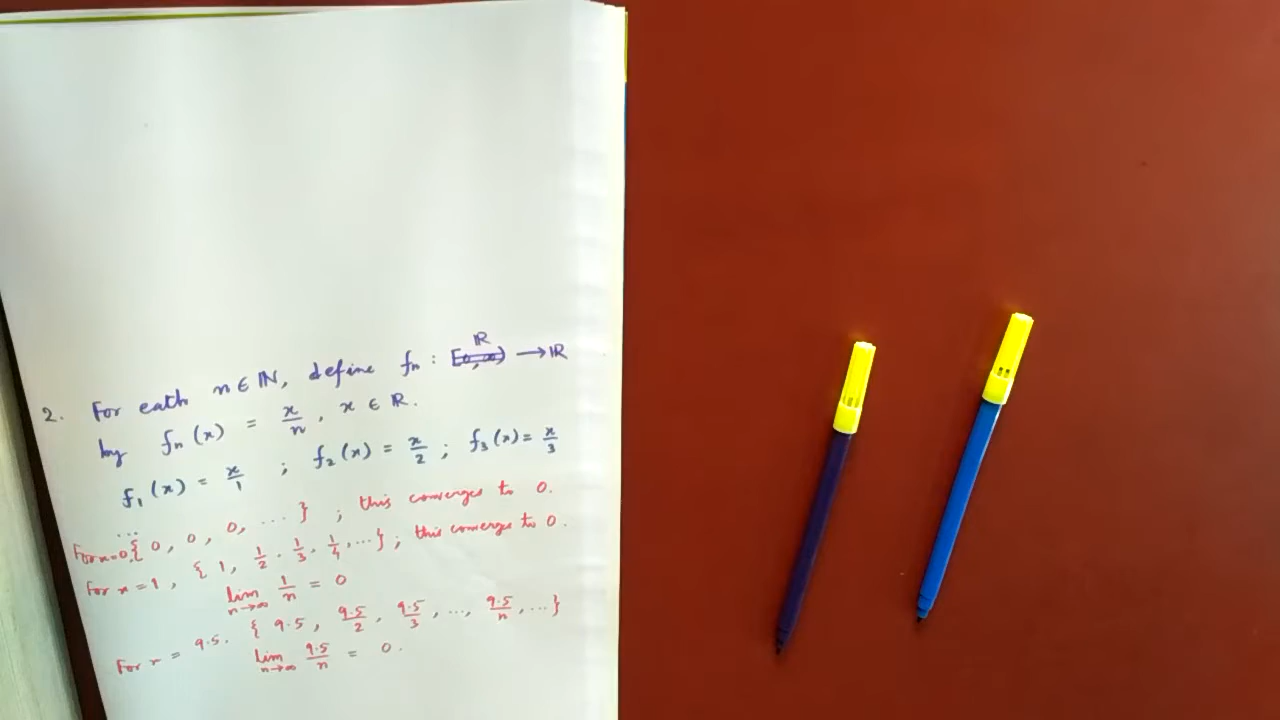 2. For each n ∈ ℕ, define fₙ : ℝ → ℝ
by fₙ(x) = x/n, x ∈ ℝ.
f₁(x) = x/1 ; f₂(x) = x/2 ; f₃(x) = x/3
...
For x=0, { 0, 0, 0, ... } ; this converges to 0.
For x = 1, { 1, 1/2, 1/3, 1/4, ... } ; this converges to 0.
lim n→∞ 1/n = 0
For x = 9.5. { 9.5, 9.5/2, 9.5/3, ..., 9.5/n, ... }
lim n→∞ 9.5/n = 0.